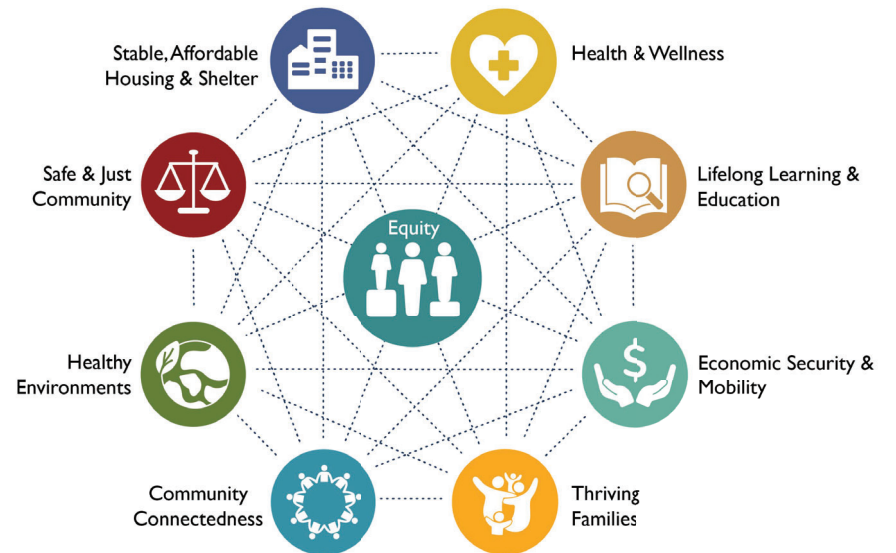 Stable, Affordable
Housing & Shelter
Health & Wellness
Safe & Just
Community
Lifelong Learning &
Education
Equity
Healthy
Environments
$
Economic Security &
Mobility
Community
Connectedness
Thriving
Families